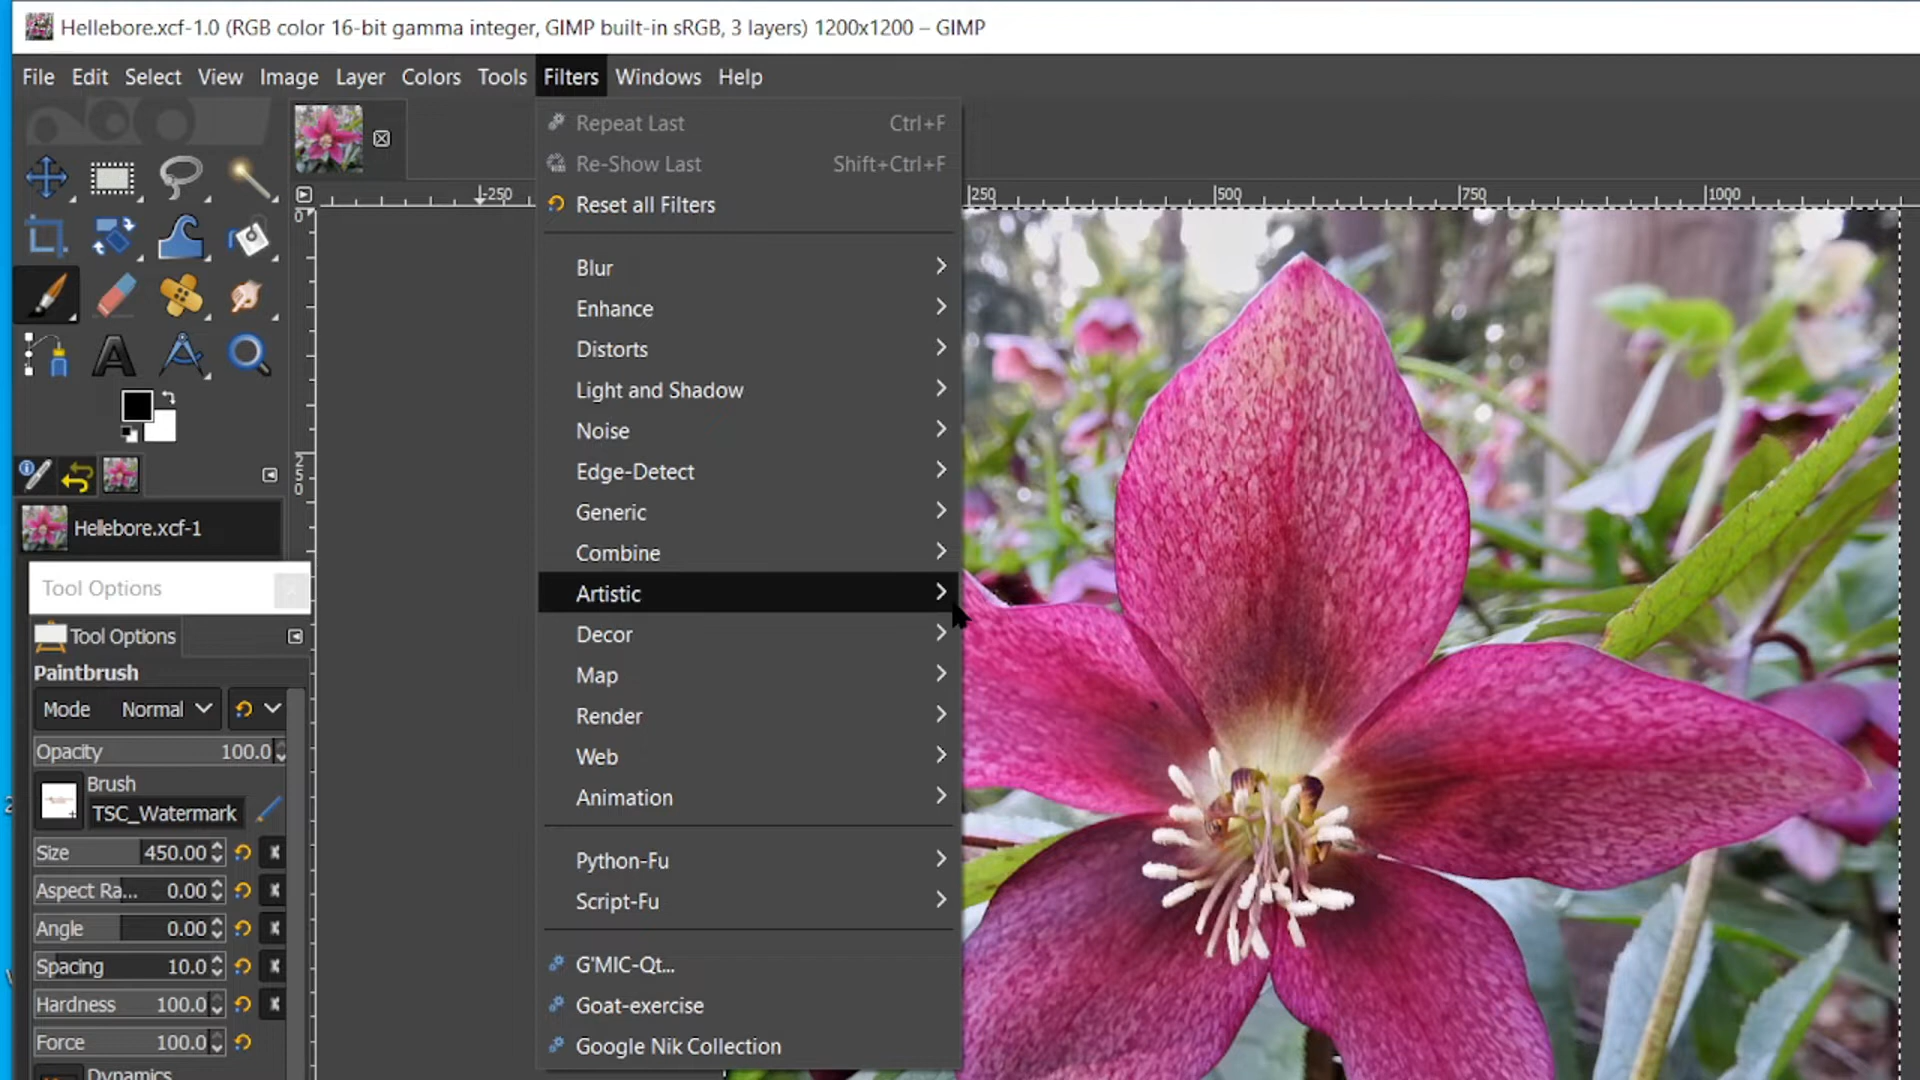 Hellebore.xcf-1.0 (RGB color 16-bit gamma integer, GIMP built-in sRGB, 3 layers) 1200x1200 – GIMP
File Edit Select View Image Layer Colors Tools Filters Windows Help
Repeat Last Ctrl+F
Re-Show Last Shift+Ctrl+F
Reset all Filters
Blur
Enhance
Distorts
Light and Shadow
Noise
Edge-Detect
Generic
Combine
Artistic
Decor
Map
Render
Web
Animation
Python-Fu
Script-Fu
G'MIC-Qt...
Goat-exercise
Google Nik Collection
-250
250
500
750
1000
0
250
Hellebore.xcf-1
Tool Options
Tool Options
Paintbrush
Mode Normal
Opacity 100.0
Brush
TSC_Watermark
Size 450.00
Aspect Ra... 0.00
Angle 0.00
Spacing 10.0
Hardness 100.0
Force 100.0
Dynamics